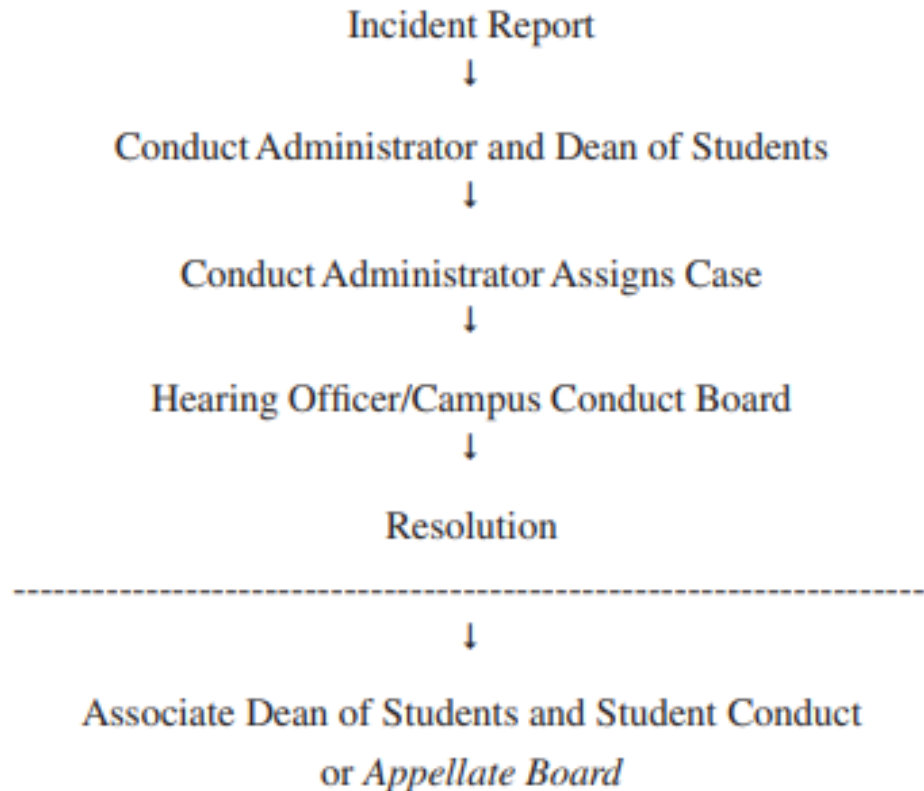 Incident Report
↓
Conduct Administrator and Dean of Students
↓
Conduct Administrator Assigns Case
↓
Hearing Officer/Campus Conduct Board
↓
Resolution
----------------------------------------------------------------------
↓
Associate Dean of Students and Student Conduct
or Appellate Board